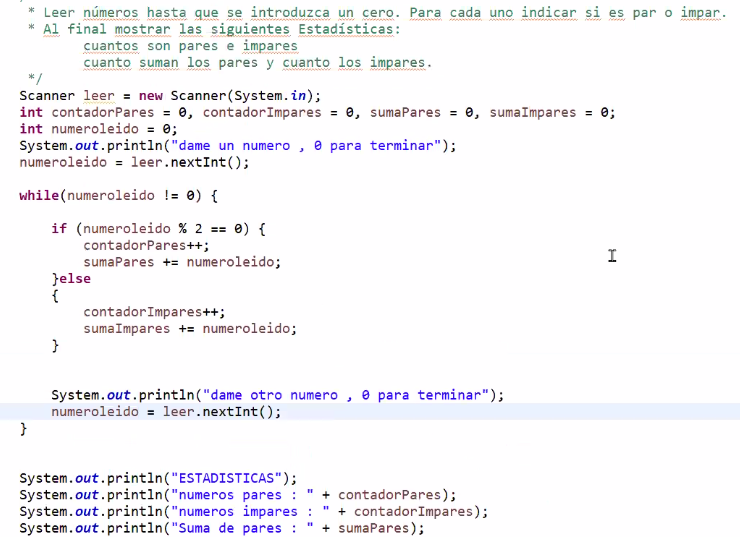 * Leer números hasta que se introduzca un cero. Para cada uno indicar si es par o impar.
* Al final mostrar las siguientes Estadísticas:
cuantos son pares e impares
cuanto suman los pares y cuanto los impares.
*/
Scanner leer = new Scanner(System.in);
int contadorPares = 0, contadorImpares = 0, sumaPares = 0, sumaImpares = 0;
int numeroleido = 0;
System.out.println("dame un numero , 0 para terminar");
numeroleido = leer.nextInt();
while(numeroleido != 0) {
if (numeroleido % 2 == 0) {
contadorPares++;
sumaPares += numeroleido;
}else
{
contadorImpares++;
sumaImpares += numeroleido;
}
System.out.println("dame otro numero , 0 para terminar");
numeroleido = leer.nextInt();
}
System.out.println("ESTADISTICAS");
System.out.println("numeros pares : " + contadorPares);
System.out.println("numeros impares : " + contadorImpares);
System.out.println("Suma de pares : " + sumaPares);